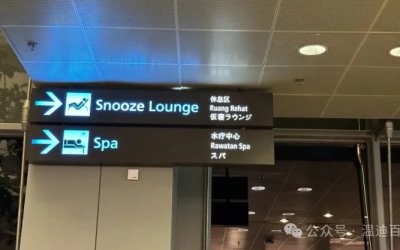 Snooze Lounge
休息区
Ruang Rehat
仮寝ラウンジ
Spa
水疗中心
Rawatan Spa
スパ
公众号 · 温迪百